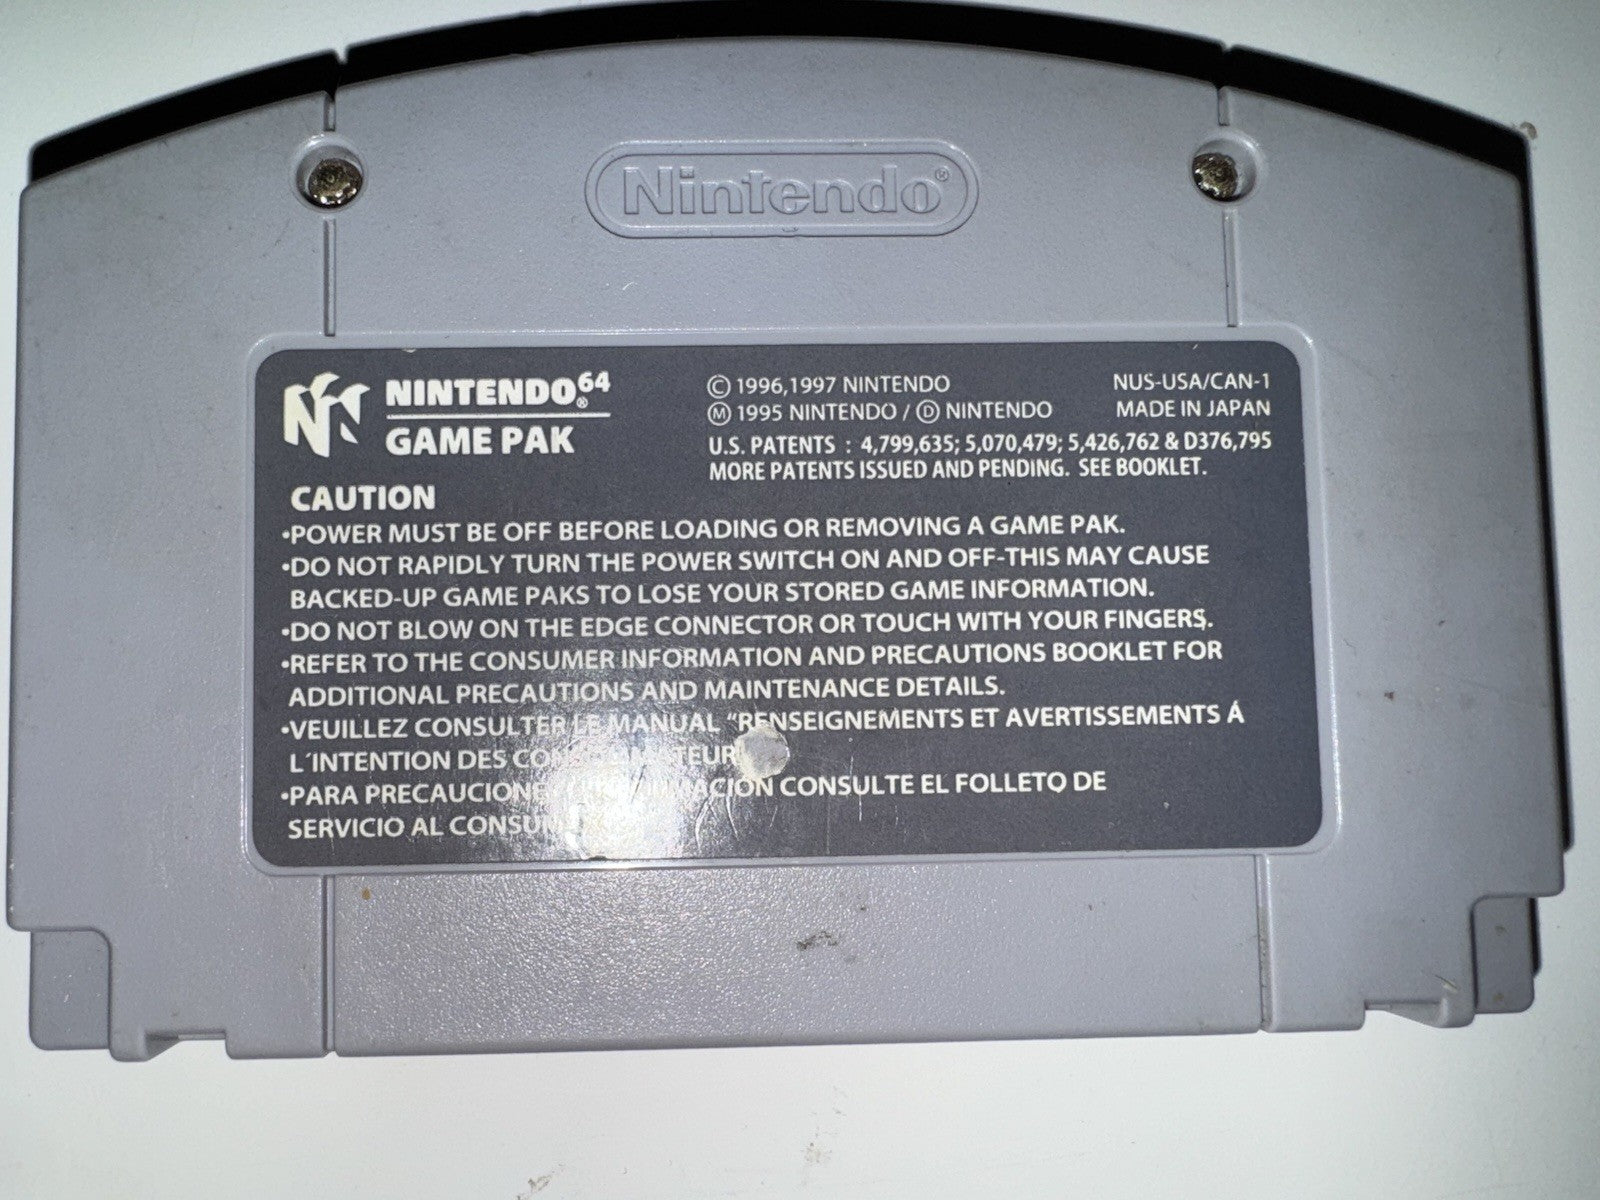 Nintendo®
NINTENDO64®
GAME PAK
© 1996,1997 NINTENDO
Ⓜ 1995 NINTENDO / Ⓓ NINTENDO
NUS-USA/CAN-1
MADE IN JAPAN
U.S. PATENTS : 4,799,635; 5,070,479; 5,426,762 & D376,795
MORE PATENTS ISSUED AND PENDING. SEE BOOKLET.
CAUTION
•POWER MUST BE OFF BEFORE LOADING OR REMOVING A GAME PAK.
•DO NOT RAPIDLY TURN THE POWER SWITCH ON AND OFF-THIS MAY CAUSE
BACKED-UP GAME PAKS TO LOSE YOUR STORED GAME INFORMATION.
•DO NOT BLOW ON THE EDGE CONNECTOR OR TOUCH WITH YOUR FINGERS.
•REFER TO THE CONSUMER INFORMATION AND PRECAUTIONS BOOKLET FOR
ADDITIONAL PRECAUTIONS AND MAINTENANCE DETAILS.
•VEUILLEZ CONSULTER LE MANUAL “RENSEIGNEMENTS ET AVERTISSEMENTS Á
L´INTENTION DES
•PARA CONSULTE EL FOLLETO DE
SERVICIO AL